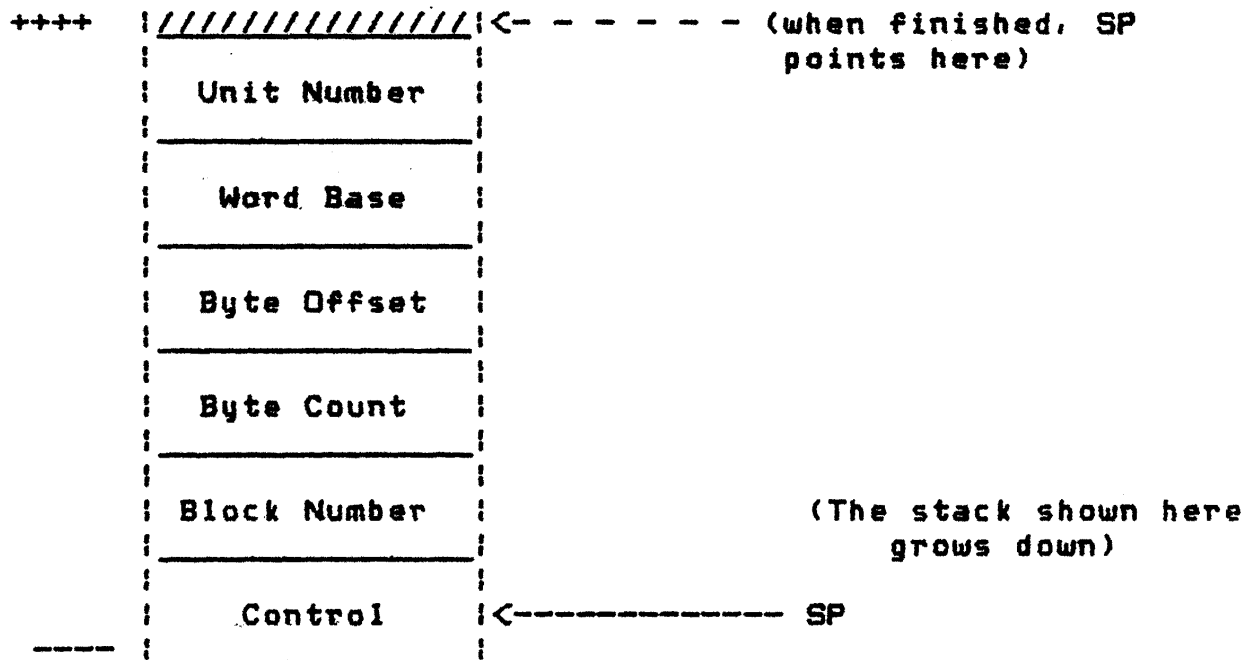 ++++ ¦///////////////¦<- - - - - - - (when finished, SP
points here)
Unit Number
Word Base
Byte Offset
Byte Count
Block Number (The stack shown here
grows down)
Control ¦<-------------- SP
----